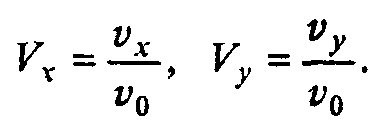 V_x = v_x / v_0, V_y = v_y / v_0.